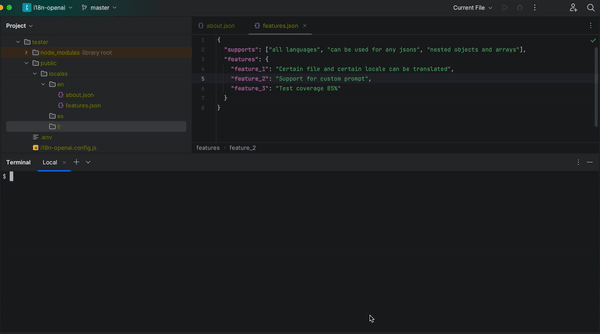 i18n-openai
master
Current File
Project
about.json
features.json
testar
node_modules library root
public
locales
en
about.json
features.json
es
.env
i18n-openai.config.js
1 {
2 "supports": ["all languages", "can be used for any jsons", "nested objects and arrays"],
3 "features": {
4 "feature_1": "Certain file and certain locale can be translated",
5 "feature_2": "Support for custom prompt",
6 "feature_3": "Test coverage 85%"
7 }
8 }
features › feature_2
Terminal
Local
$